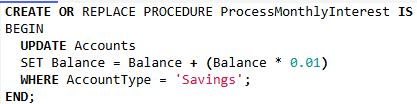 CREATE OR REPLACE PROCEDURE ProcessMonthlyInterest IS
BEGIN
  UPDATE Accounts
  SET Balance = Balance + (Balance * 0.01)
  WHERE AccountType = 'Savings';
END;